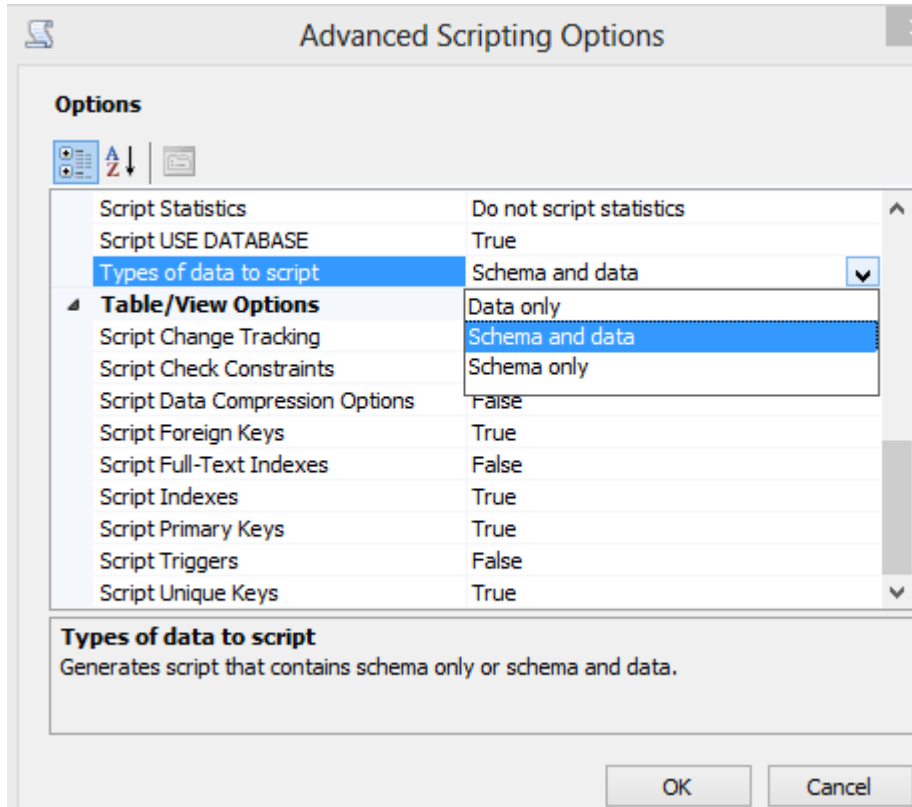 Advanced Scripting Options
Options
Script Statistics Do not script statistics
Script USE DATABASE True
Types of data to script Schema and data
Table/View Options Data only
Script Change Tracking Schema and data
Script Check Constraints Schema only
Script Data Compression Options False
Script Foreign Keys True
Script Full-Text Indexes False
Script Indexes True
Script Primary Keys True
Script Triggers False
Script Unique Keys True
Types of data to script
Generates script that contains schema only or schema and data.
OK Cancel